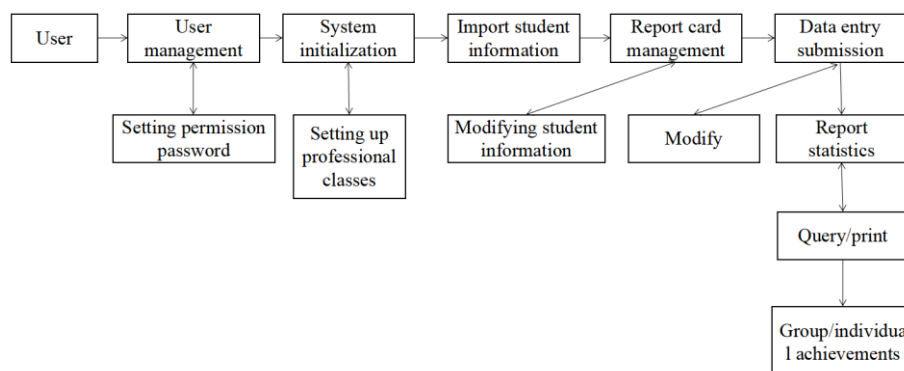 User
User
management
System
initialization
Import student
information
Report card
management
Data entry
submission
Setting permission
password
Setting up
professional
classes
Modifying student
information
Modify
Report
statistics
Query/print
Group/individua
l achievements